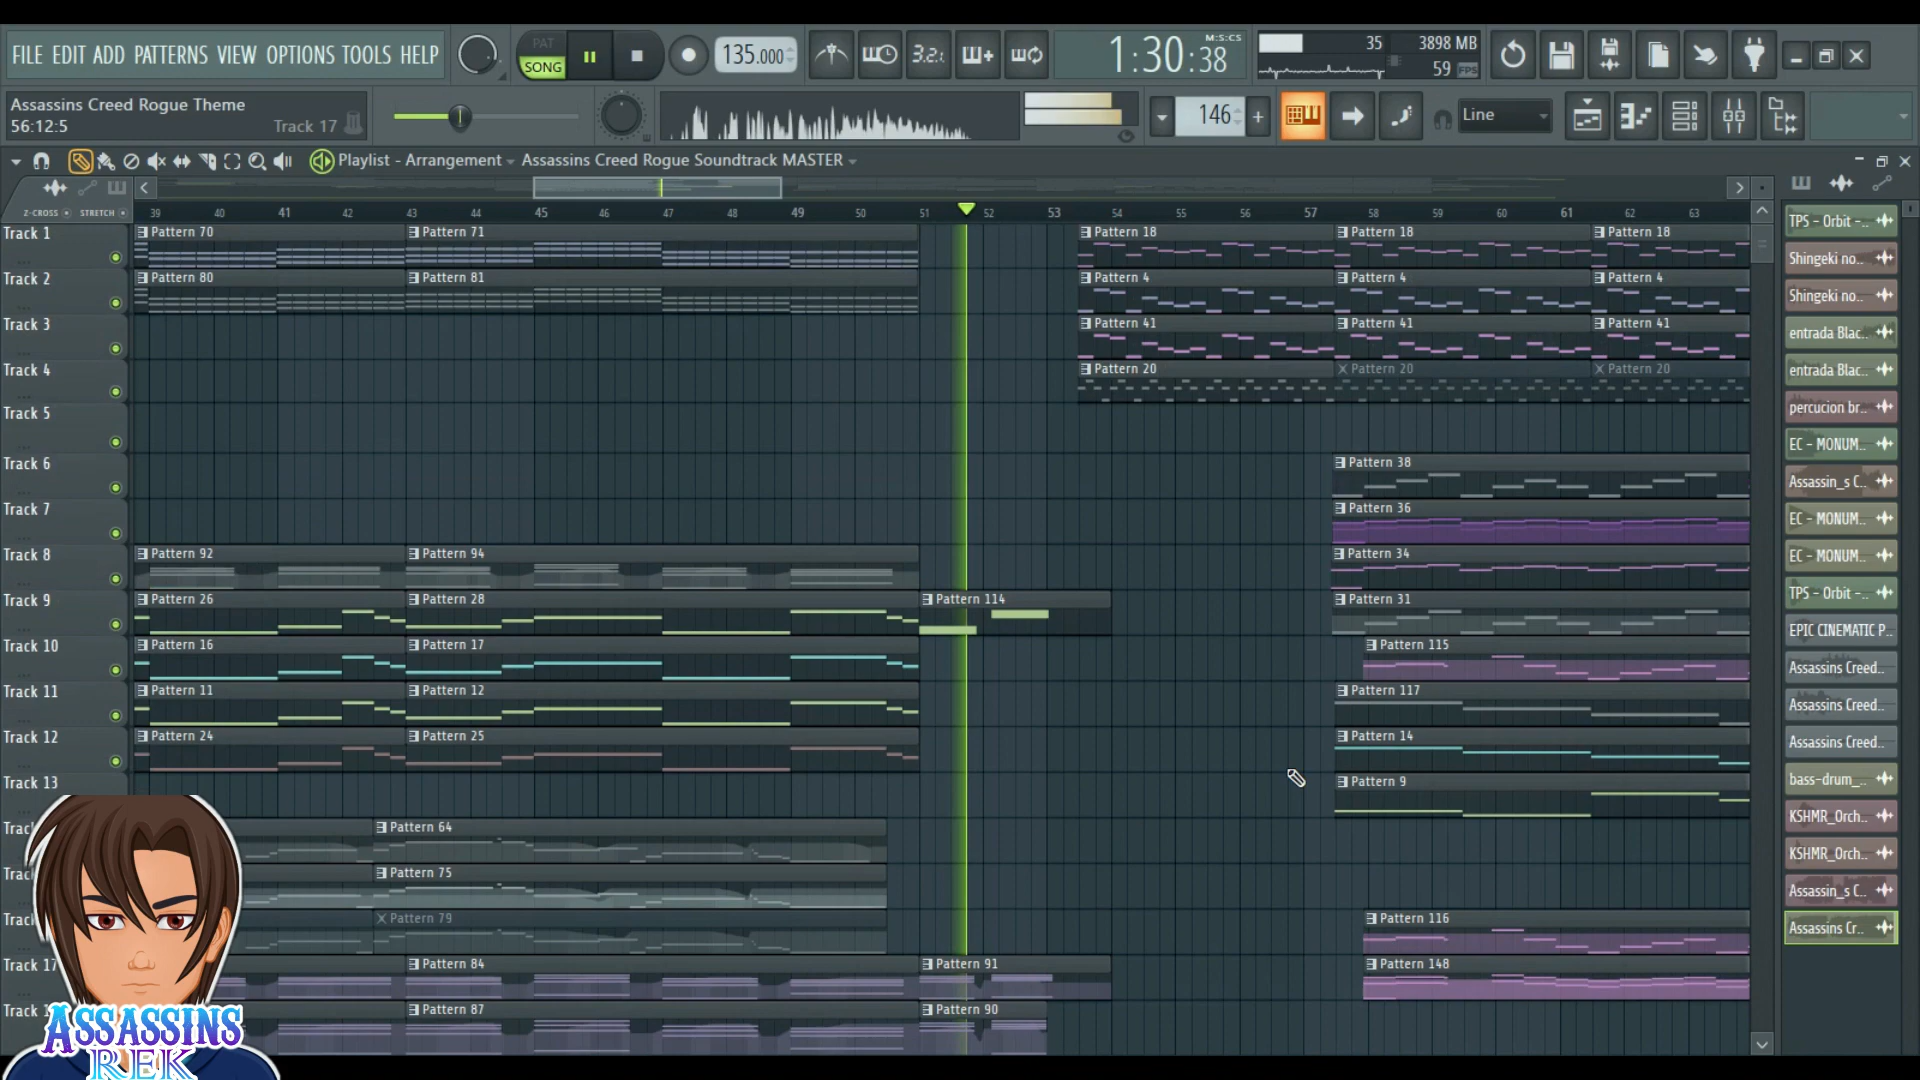 FILE EDIT ADD PATTERNS VIEW OPTIONS TOOLS HELP
PAT
SONG
135.000
3.2.1
1:30:38
M:S:CS
35
3898 MB
59 FPS
Assassins Creed Rogue Theme
56:12:5
Track 17
146
Line
Playlist - Arrangement
Assassins Creed Rogue Soundtrack MASTER
Z-CROSS STRETCH
39 40 41 42 43 44 45 46 47 48 49 50 51 52 53 54 55 56 57 58 59 60 61 62 63
Track 1
Pattern 70
Pattern 71
Pattern 18
Pattern 18
Pattern 18
Track 2
Pattern 80
Pattern 81
Pattern 4
Pattern 4
Pattern 4
Track 3
Pattern 41
Pattern 41
Pattern 41
Track 4
Pattern 20
Pattern 20
Pattern 20
Track 5
Track 6
Pattern 38
Track 7
Pattern 36
Track 8
Pattern 92
Pattern 94
Pattern 34
Track 9
Pattern 26
Pattern 28
Pattern 114
Pattern 31
Track 10
Pattern 16
Pattern 17
Pattern 115
Track 11
Pattern 11
Pattern 12
Pattern 117
Track 12
Pattern 24
Pattern 25
Pattern 14
Track 13
Pattern 9
Pattern 64
Pattern 75
Pattern 79
Pattern 116
Track 17
Pattern 84
Pattern 91
Pattern 148
Pattern 87
Pattern 90
TPS - Orbit -..
Shingeki no..
Shingeki no..
entrada Blac..
entrada Blac..
percucion br..
EC - MONUM..
Assassin_s C..
EC - MONUM..
EC - MONUM..
TPS - Orbit -..
EPIC CINEMATIC P..
Assassins Creed..
Assassins Creed..
Assassins Creed..
bass-drum_..
KSHMR_Orch..
KSHMR_Orch..
Assassin_s C..
Assassins Cr..
ASSASSINS
REK